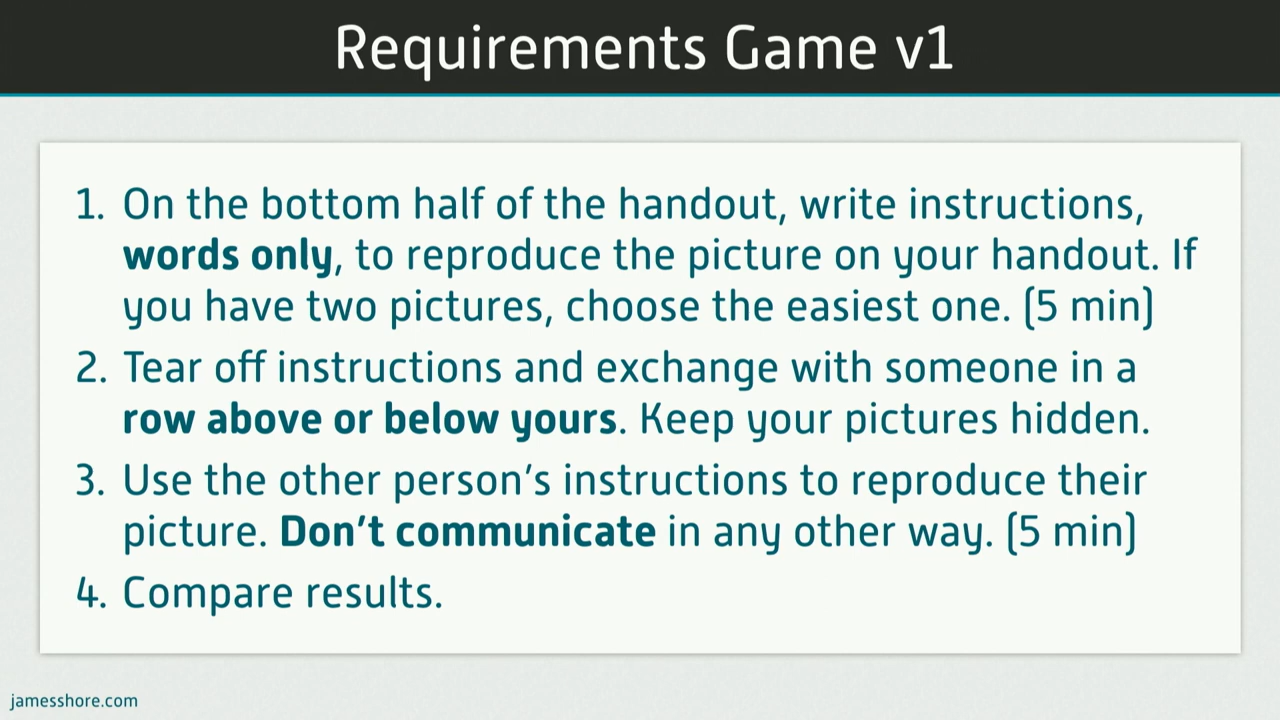 Requirements Game v1
1. On the bottom half of the handout, write instructions,
words only, to reproduce the picture on your handout. If
you have two pictures, choose the easiest one. (5 min)
2. Tear off instructions and exchange with someone in a
row above or below yours. Keep your pictures hidden.
3. Use the other person’s instructions to reproduce their
picture. Don’t communicate in any other way. (5 min)
4. Compare results.
jamesshore.com